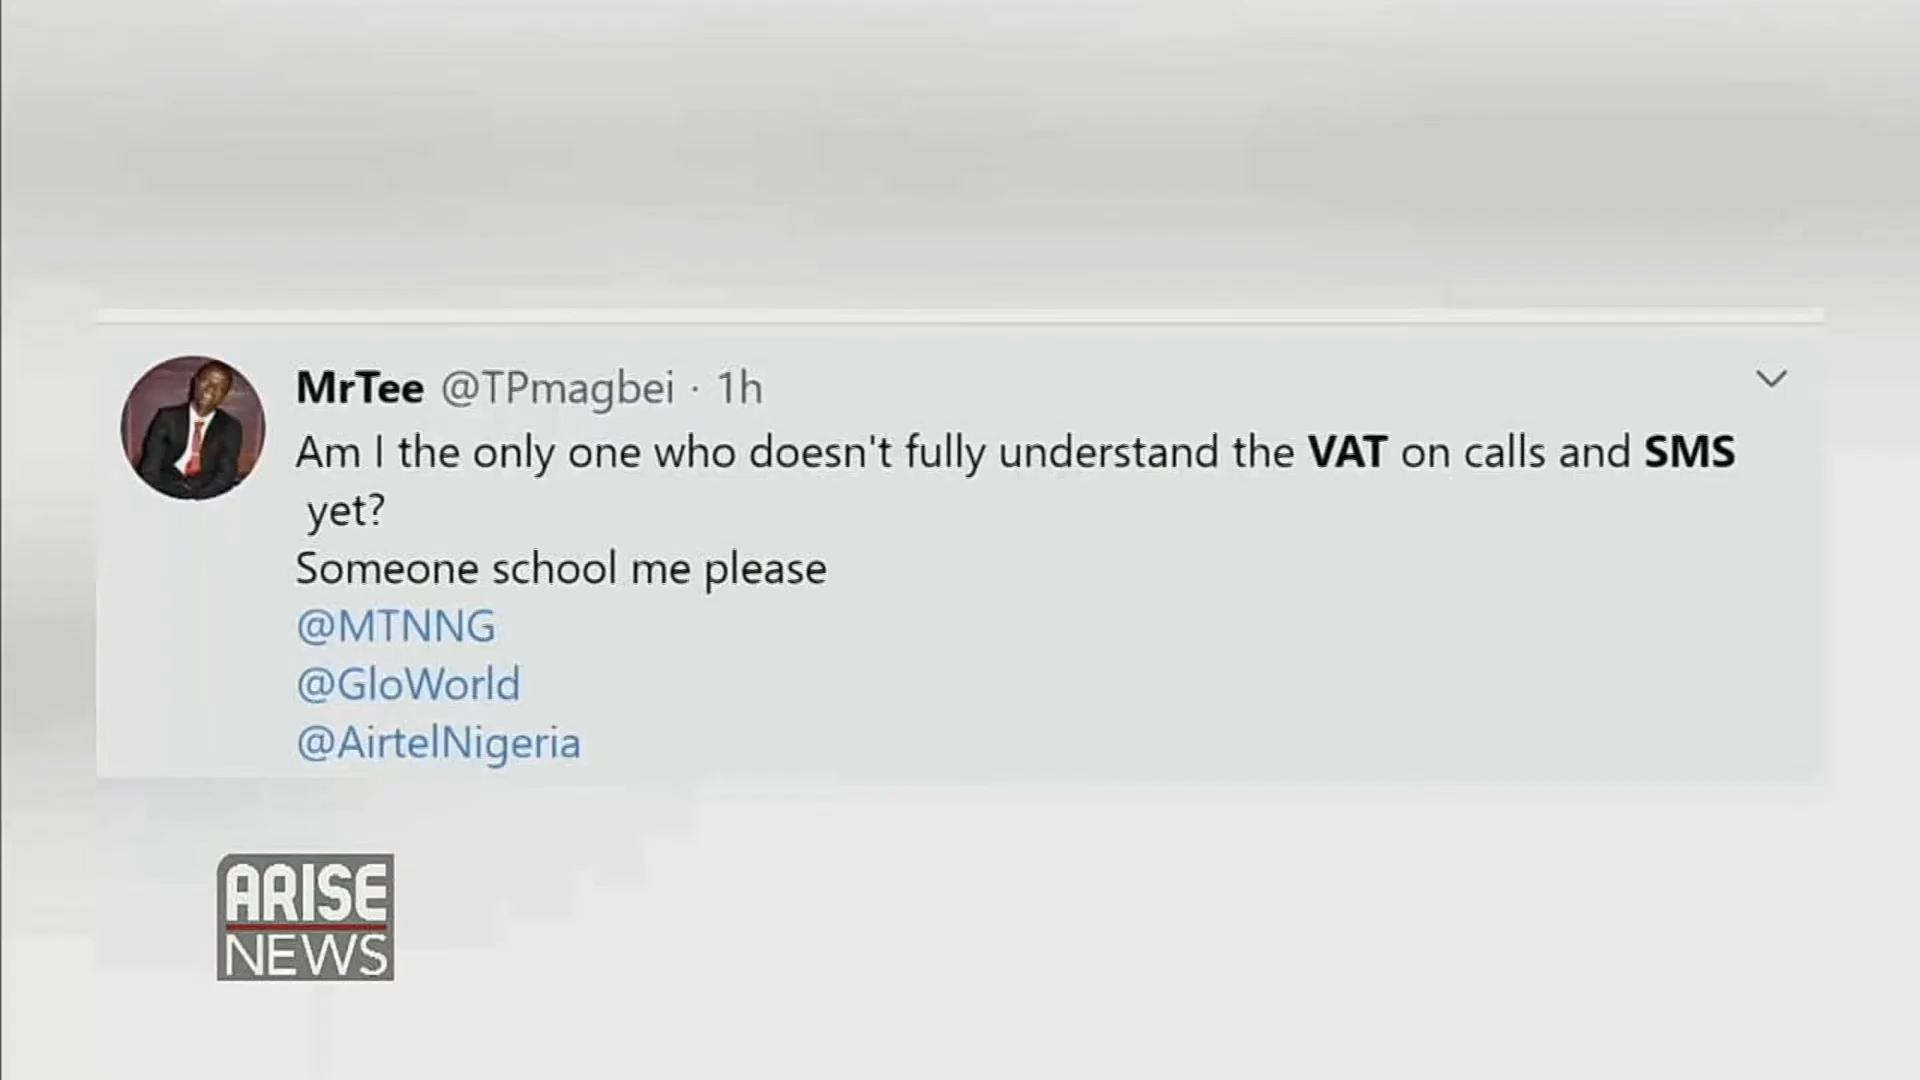 MrTee @TPmagbei · 1h
Am I the only one who doesn't fully understand the VAT on calls and SMS
yet?
Someone school me please
@MTNNG
@GloWorld
@AirtelNigeria
ARISE
NEWS